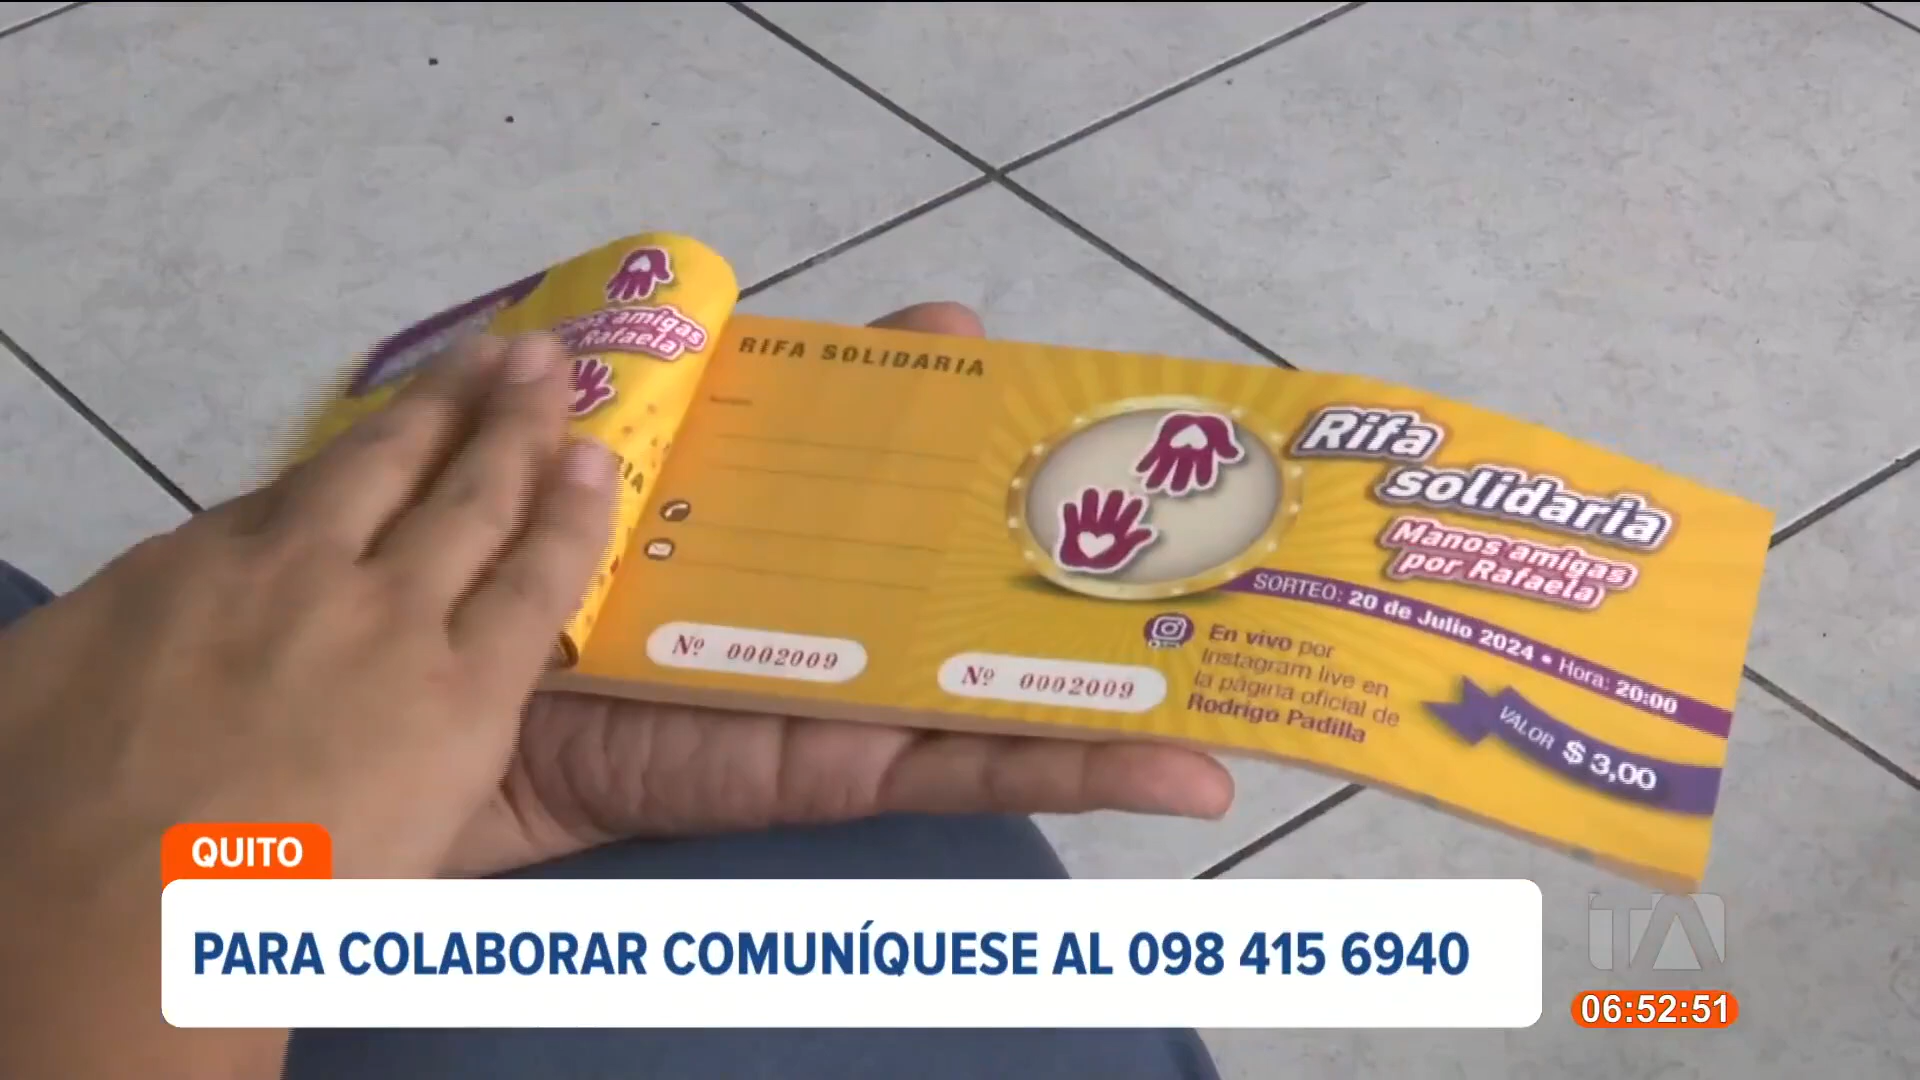 amigas
Rafaela)
RIA
RIFA SOLIDARIA
Nº 0002009
Nº 0002009
Rifa
solidaria
Manos amigas
por Rafaela)
SORTEO: 20 de Julio 2024 • Hora: 20:00
En vivo por
Instagram live en
la página oficial de
Rodrigo Padilla
VALOR $ 3,00
QUITO
PARA COLABORAR COMUNÍQUESE AL 098 415 6940
TA
06:52:51